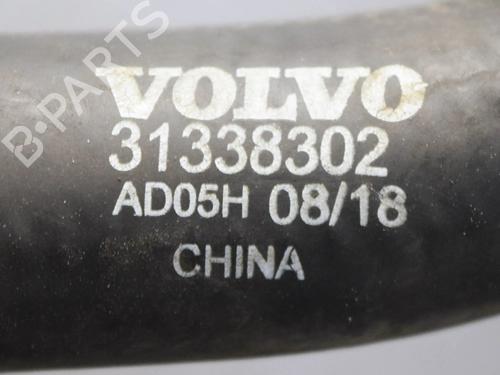 B-PARTS
VOLVO
31338302
AD05H 08/18
CHINA